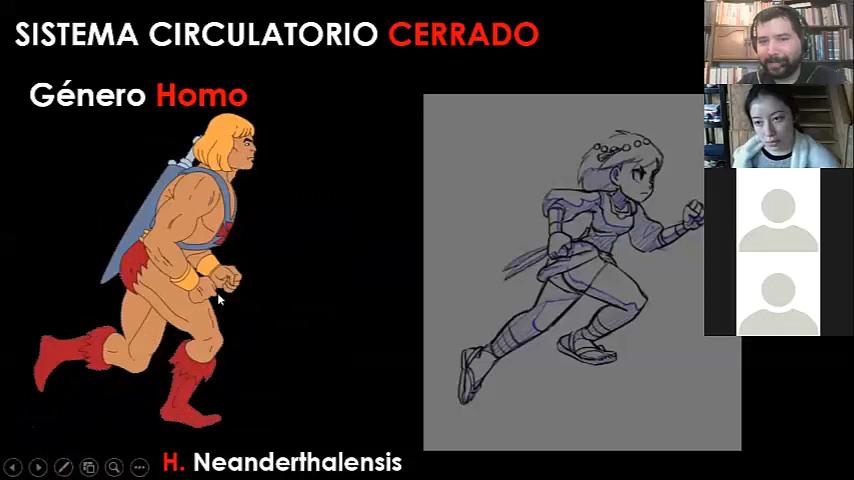 SISTEMA CIRCULATORIO CERRADO
Género Homo
H. Neanderthalensis